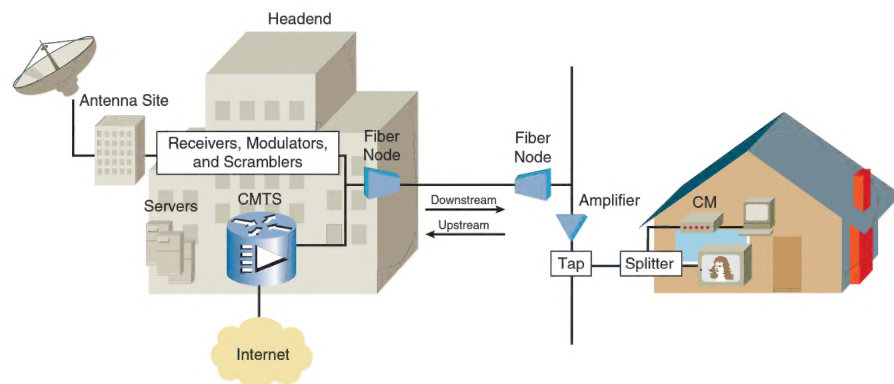 Headend
Antenna Site
Receivers, Modulators,
and Scramblers
Fiber
Node
Fiber
Node
Servers
CMTS
Downstream
Upstream
Amplifier
CM
Tap
Splitter
Internet